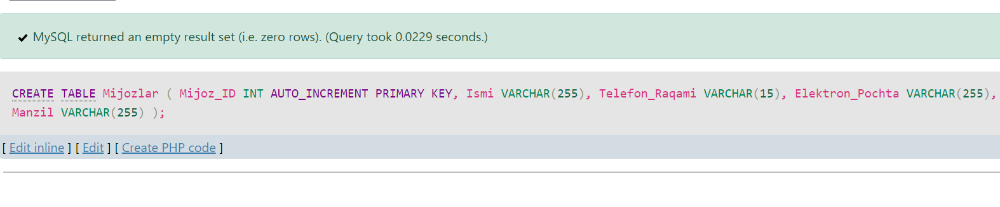 MySQL returned an empty result set (i.e. zero rows). (Query took 0.0229 seconds.)
CREATE TABLE Mijozlar ( Mijoz_ID INT AUTO_INCREMENT PRIMARY KEY, Ismi VARCHAR(255), Telefon_Raqami VARCHAR(15), Elektron_Pochta VARCHAR(255),
Manzil VARCHAR(255) );
[ Edit inline ] [ Edit ] [ Create PHP code ]